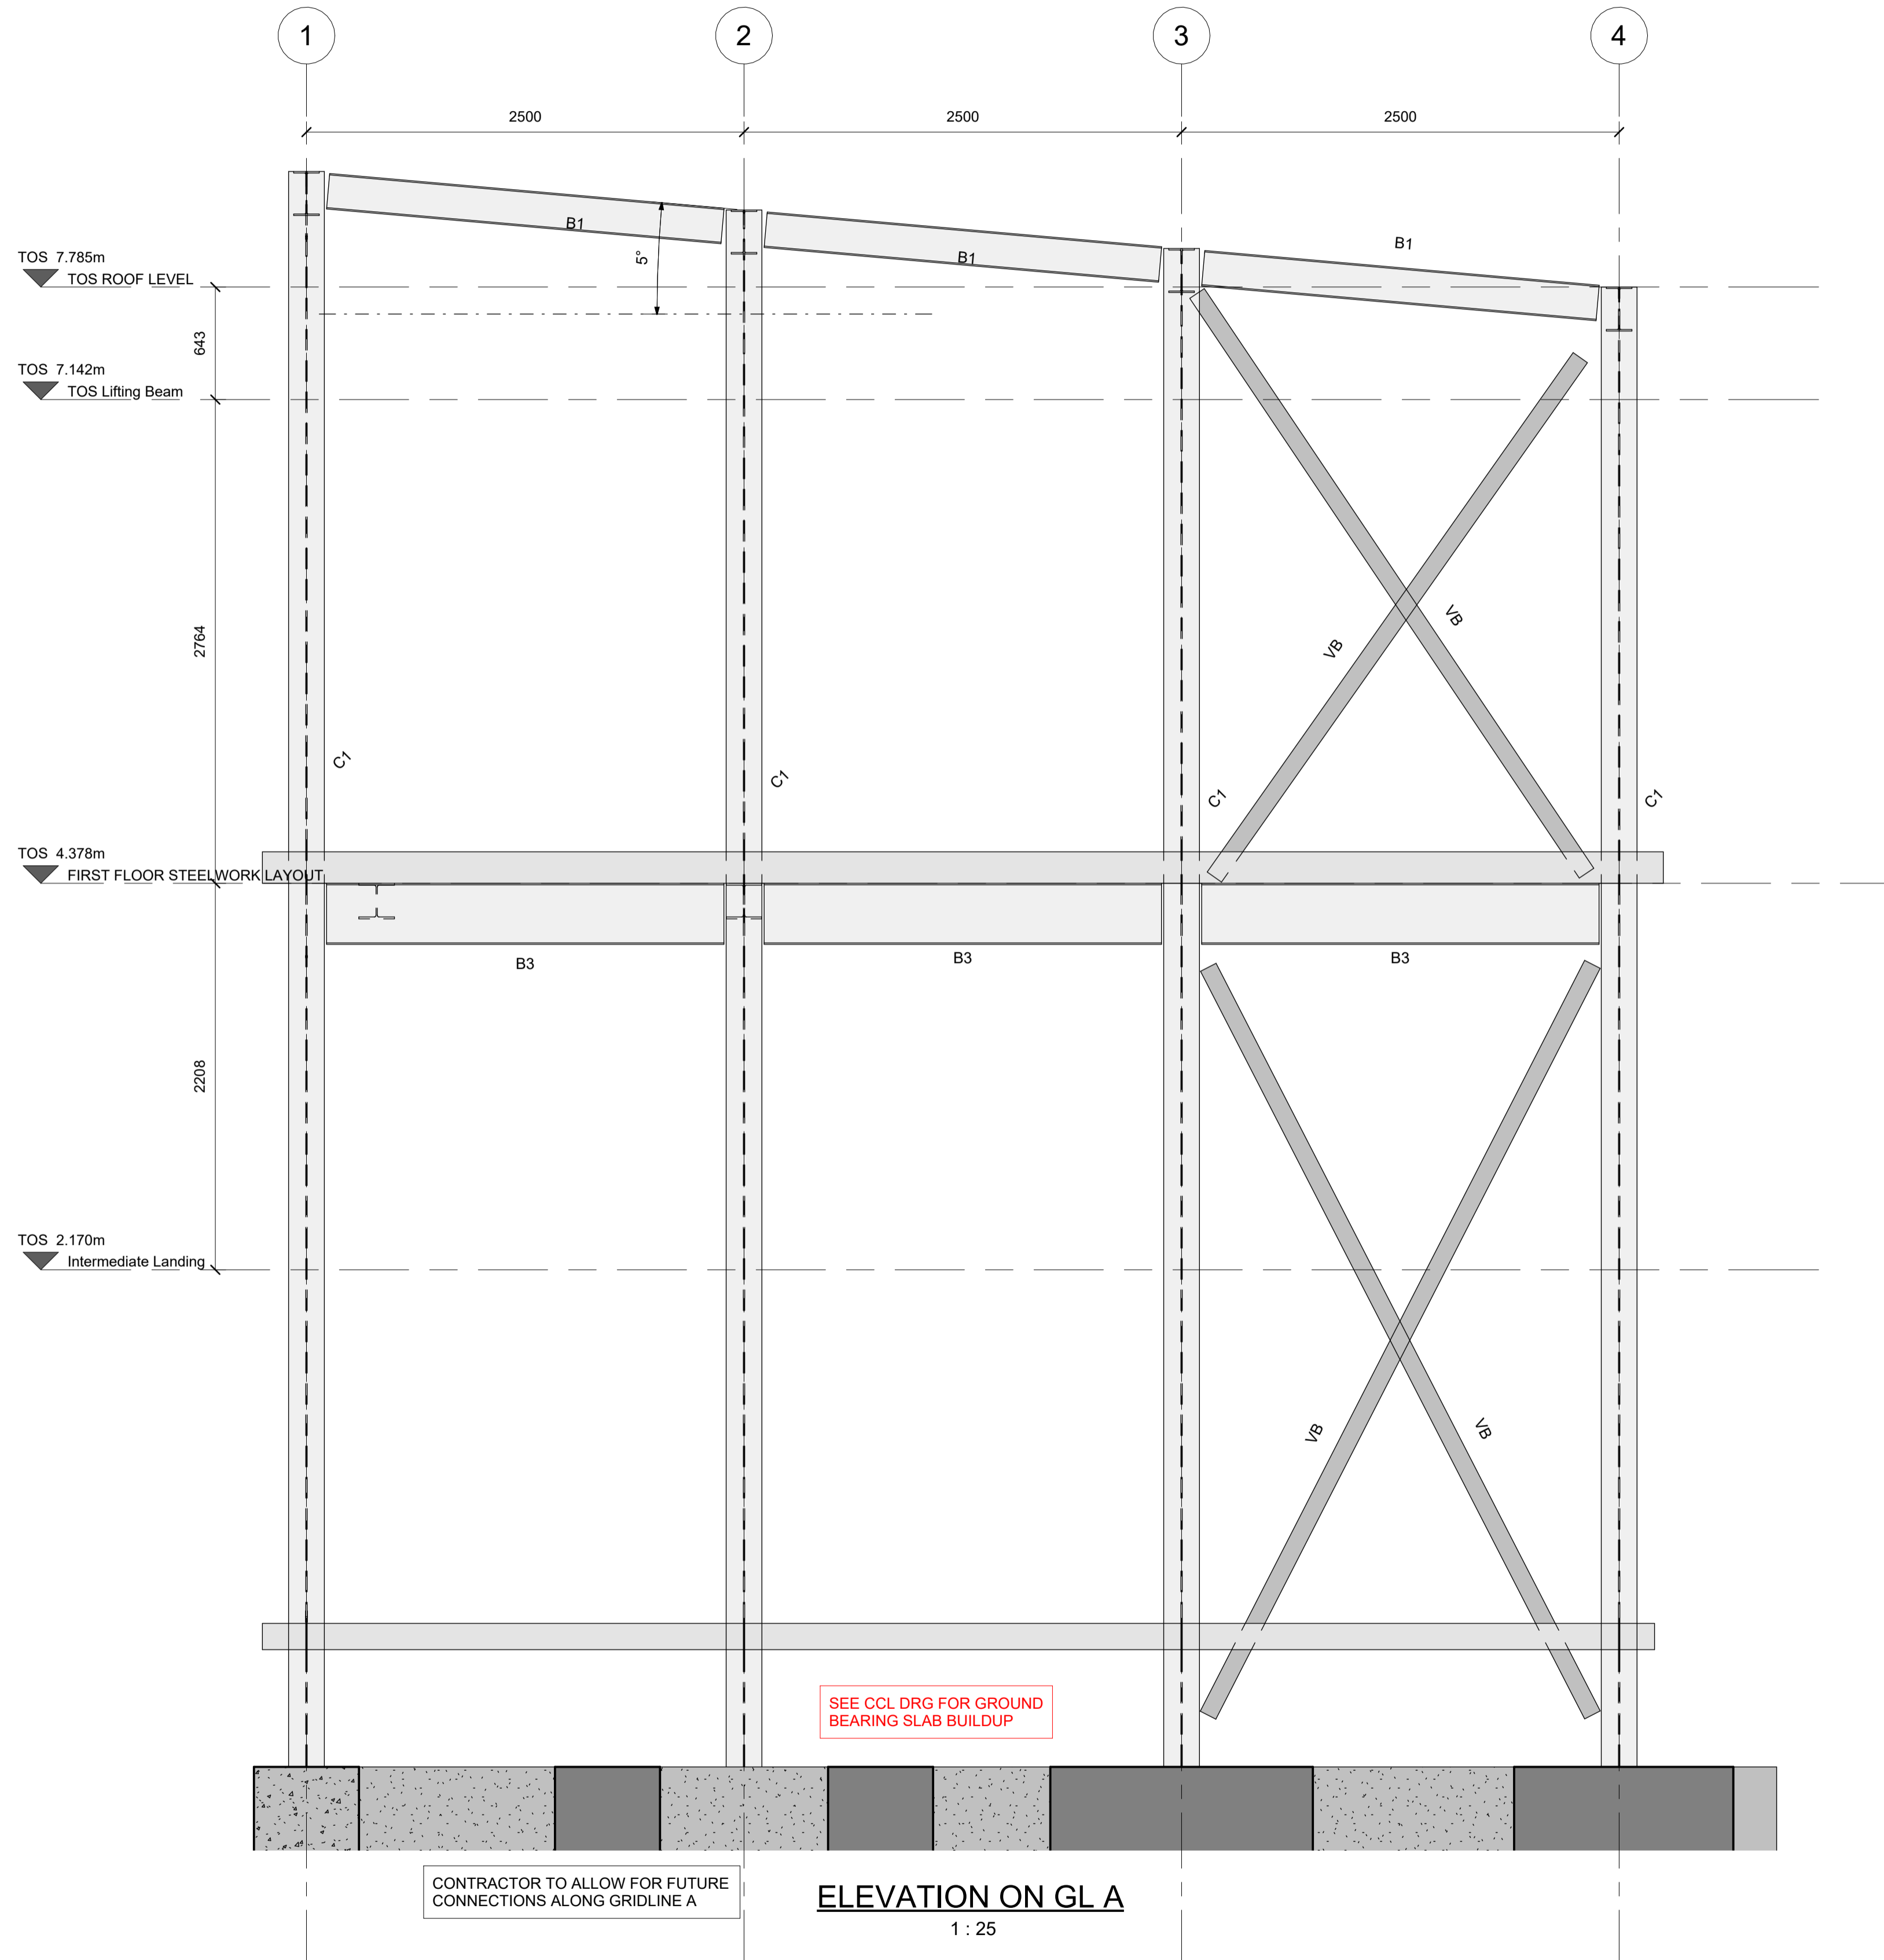 1
2
3
4
2500
2500
2500
B1
B1
B1
5°
TOS 7.785m
TOS ROOF LEVEL
643
TOS 7.142m
TOS Lifting Beam
2764
VB
VB
C1
C1
C1
C1
TOS 4.378m
FIRST FLOOR STEELWORK LAYOUT
B3
B3
B3
2208
TOS 2.170m
Intermediate Landing
VB
VB
SEE CCL DRG FOR GROUND
BEARING SLAB BUILDUP
CONTRACTOR TO ALLOW FOR FUTURE
CONNECTIONS ALONG GRIDLINE A
ELEVATION ON GL A
1 : 25